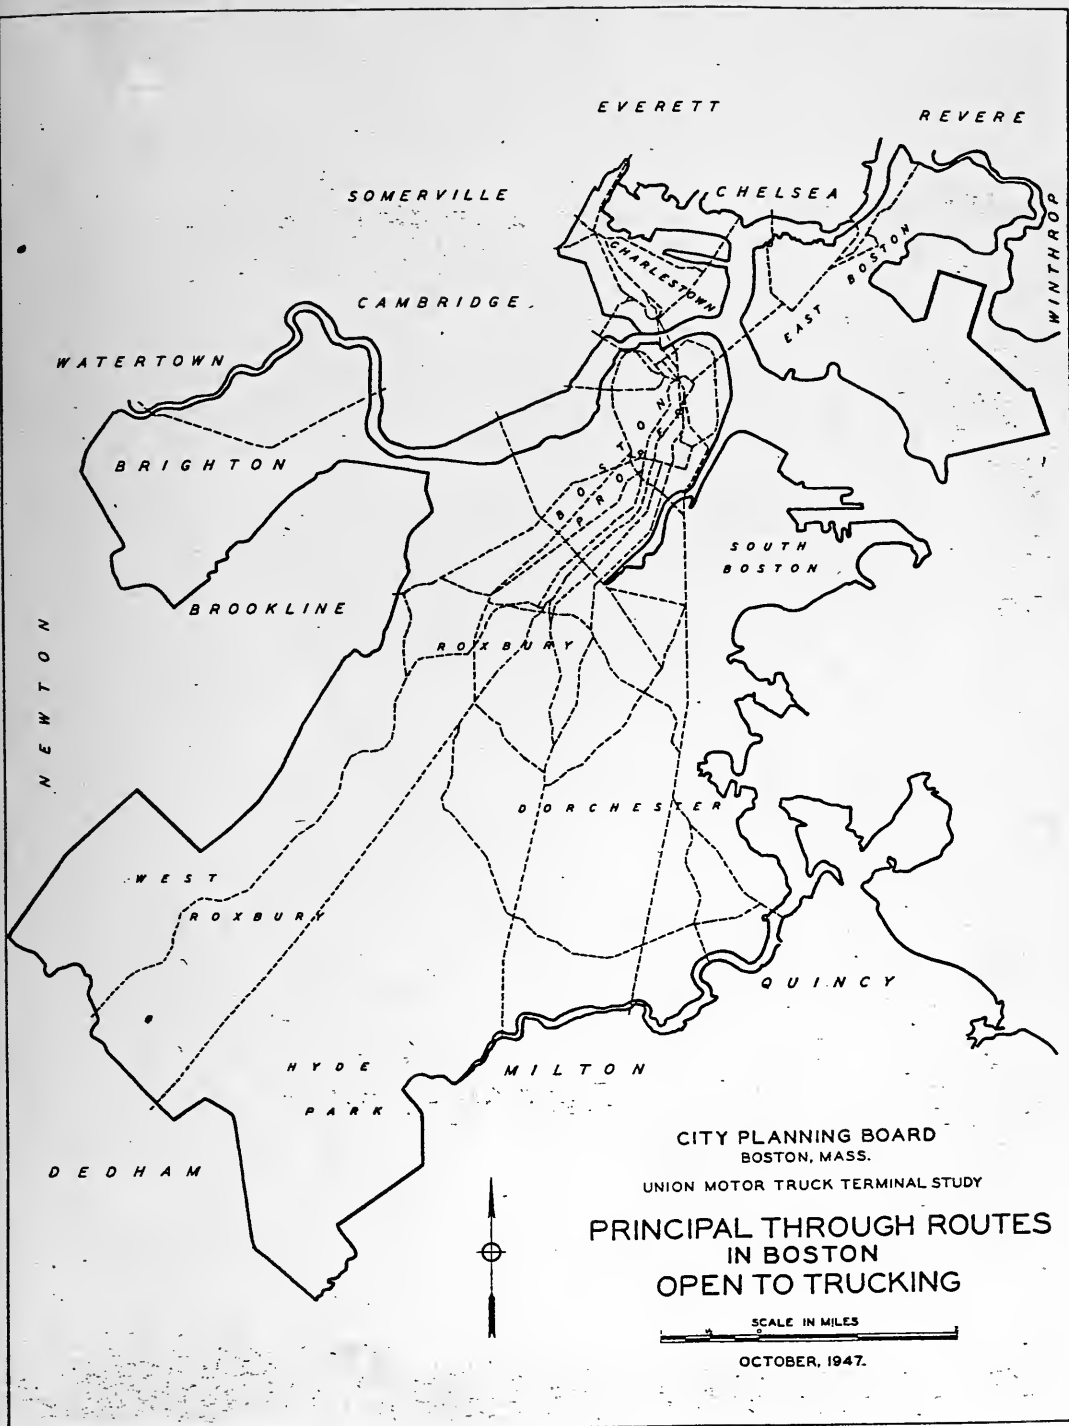 EVERETT
REVERE
SOMERVILLE
CHELSEA
WINTHROP
CHARLESTOWN
EAST BOSTON
CAMBRIDGE
WATERTOWN
BRIGHTON
BOSTON
PROPER
SOUTH
BOSTON
BROOKLINE
NEWTON
ROXBURY
DORCHESTER
WEST
ROXBURY
QUINCY
HYDE
PARK
MILTON
DEDHAM
CITY PLANNING BOARD
BOSTON, MASS.
UNION MOTOR TRUCK TERMINAL STUDY
PRINCIPAL THROUGH ROUTES
IN BOSTON
OPEN TO TRUCKING
SCALE IN MILES
OCTOBER, 1947.